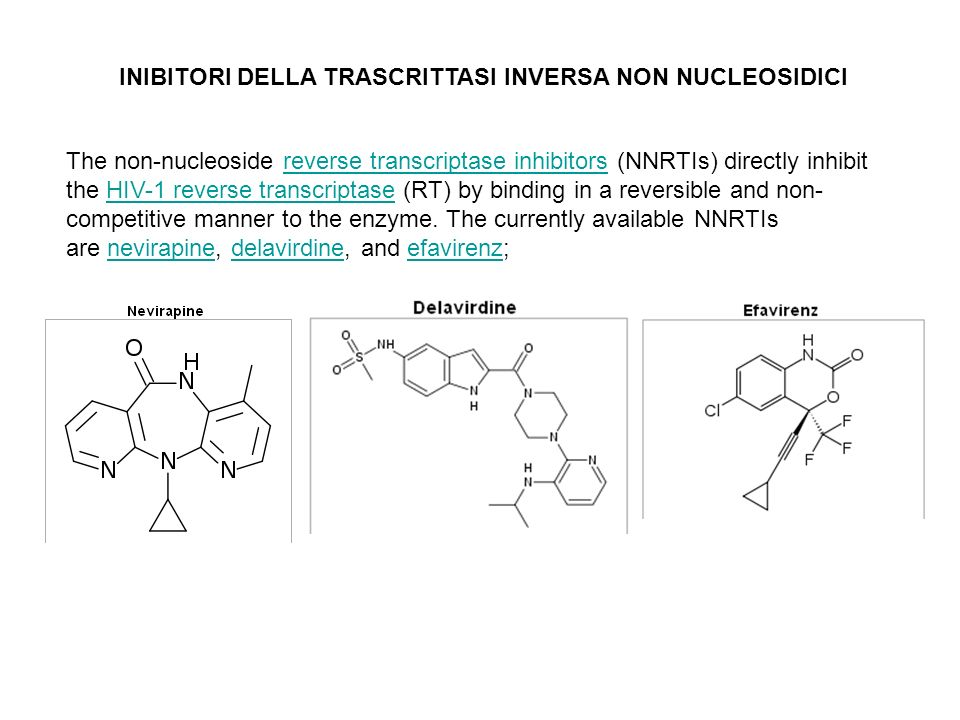 INIBITORI DELLA TRASCRITTASI INVERSA NON NUCLEOSIDICI
The non-nucleoside reverse transcriptase inhibitors (NNRTIs) directly inhibit
the HIV-1 reverse transcriptase (RT) by binding in a reversible and non-
competitive manner to the enzyme. The currently available NNRTIs
are nevirapine, delavirdine, and efavirenz;
Nevirapine
O
H
N
N
N
N
Delavirdine
O
S
O
NH
N
H
O
N
N
N
H
N
Efavirenz
H
N
O
O
Cl
F
F
F